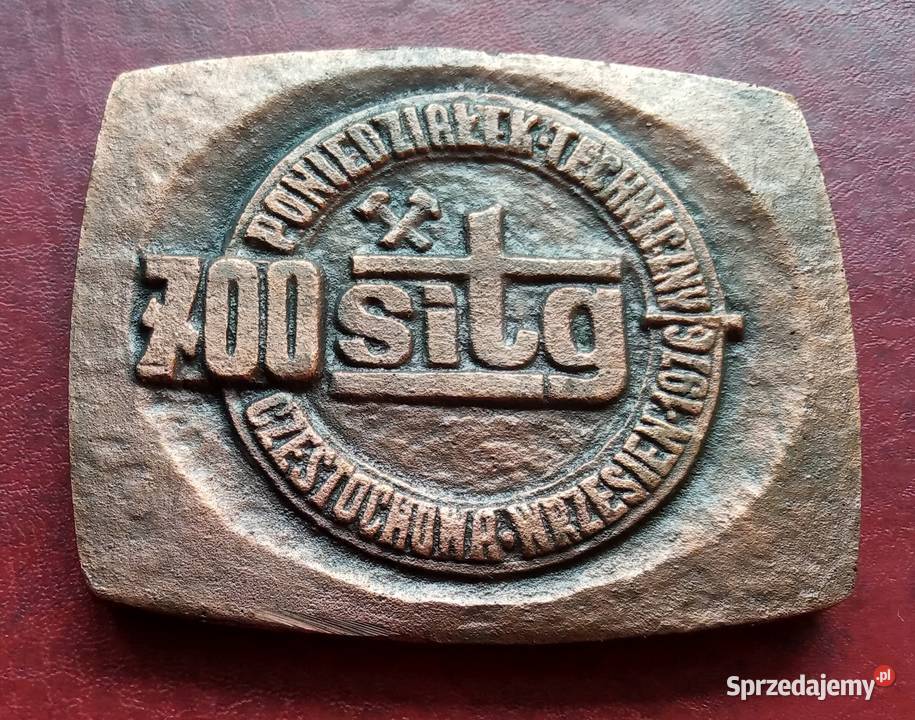 PONIEDZIAŁEK · TECHNICZNY
700 sitg
CZĘSTOCHOWA · WRZESIEŃ · 1976
Sprzedajemy.pl